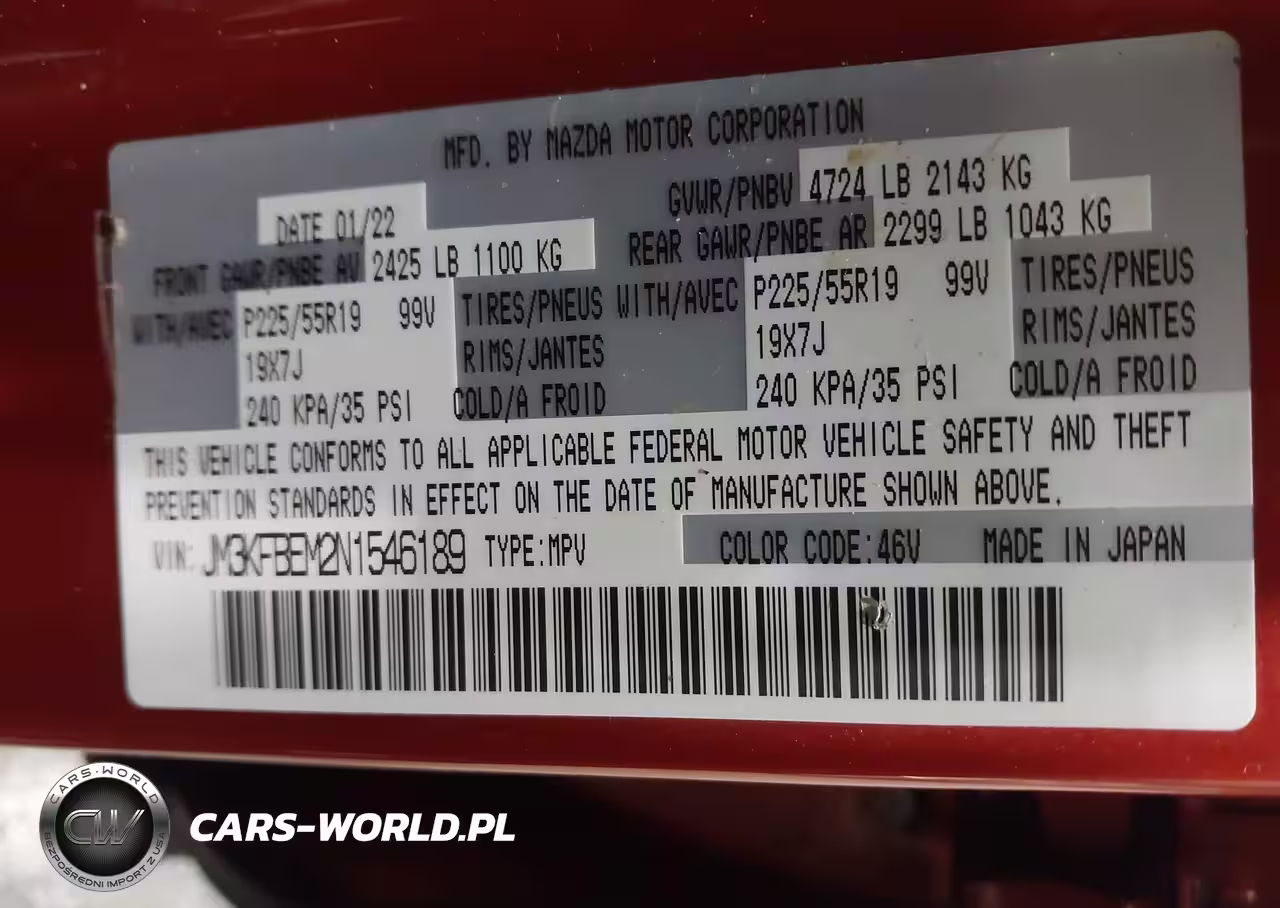 MFD. BY MAZDA MOTOR CORPORATION
DATE 01/22 GVWR/PNBV 4724 LB 2143 KG
FRONT GAWR/PNBE AV 2425 LB 1100 KG REAR GAWR/PNBE AR 2299 LB 1043 KG
WITH/AVEC P225/55R19 99V TIRES/PNEUS WITH/AVEC P225/55R19 99V TIRES/PNEUS
19X7J RIMS/JANTES 19X7J RIMS/JANTES
240 KPA/35 PSI COLD/A FROID 240 KPA/35 PSI COLD/A FROID
THIS VEHICLE CONFORMS TO ALL APPLICABLE FEDERAL MOTOR VEHICLE SAFETY AND THEFT
PREVENTION STANDARDS IN EFFECT ON THE DATE OF MANUFACTURE SHOWN ABOVE.
VIN: JM3KFBEM2N1546189 TYPE:MPV COLOR CODE:46V MADE IN JAPAN
CARS-WORLD
CW
BEZPOŚREDNI IMPORT Z USA
CARS-WORLD.PL